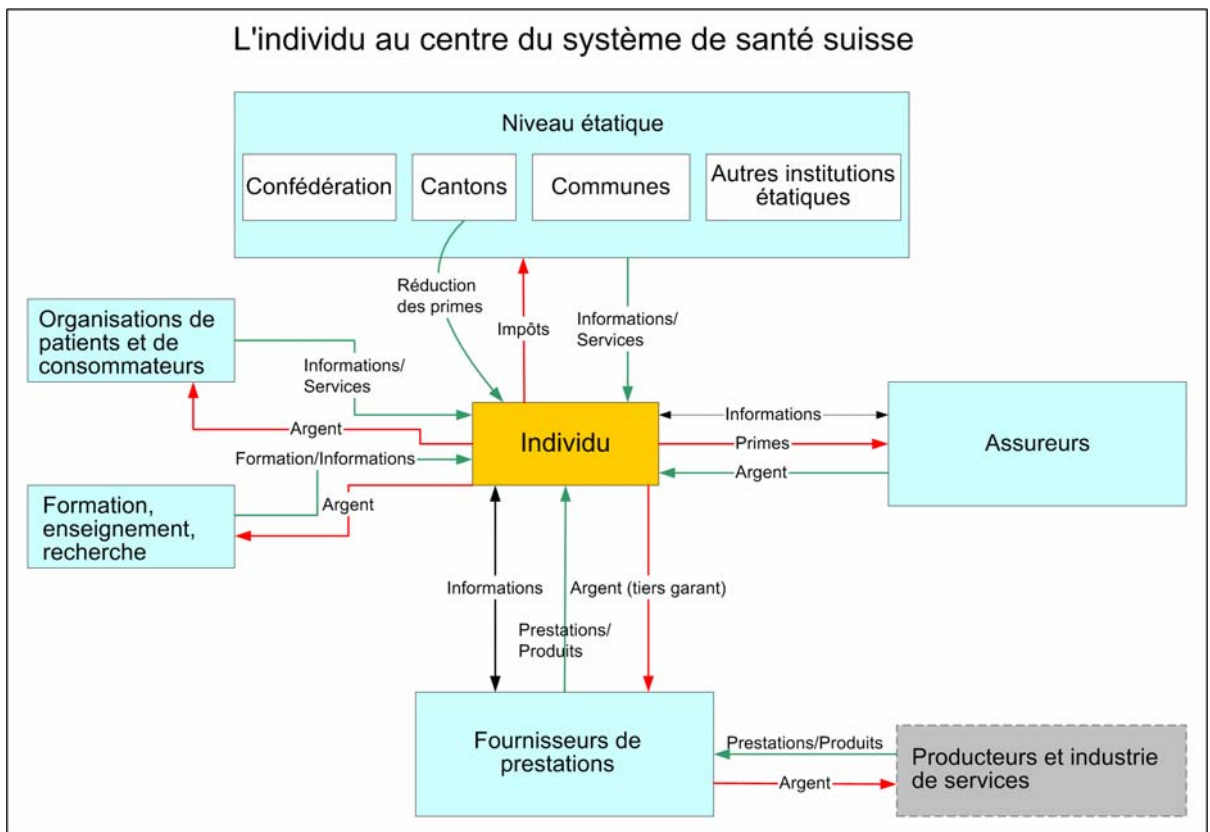 L'individu au centre du système de santé suisse
Niveau étatique
Confédération
Cantons
Communes
Autres institutions
étatiques
Réduction
des primes
Impôts
Informations/
Services
Organisations de
patients et de
consommateurs
Informations/
Services
Argent
Formation/Informations
Argent
Formation,
enseignement,
recherche
Individu
Informations
Primes
Argent
Assureurs
Informations
Argent (tiers garant)
Prestations/
Produits
Fournisseurs de
prestations
Prestations/Produits
Argent
Producteurs et industrie
de services